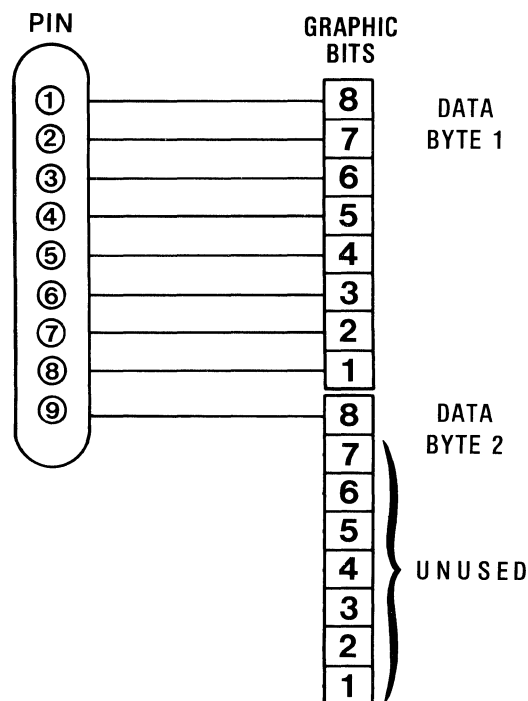 PIN
GRAPHIC
BITS
① 8 DATA
② 7 BYTE 1
③ 6
④ 5
⑤ 4
⑥ 3
⑦ 2
⑧ 1
⑨ 8 DATA
7 BYTE 2
6
5
4 UNUSED
3
2
1